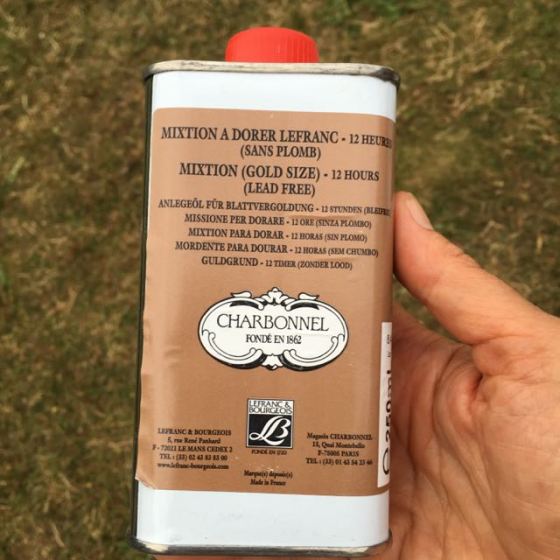 MIXTION A DORER LEFRANC - 12 HEURES
(SANS PLOMB)
MIXTION (GOLD SIZE) - 12 HOURS
(LEAD FREE)
ANLEGEÖL FÜR BLATTVERGOLDUNG - 12 STUNDEN (BLEIFREI)
MISSIONE PER DORARE - 12 ORE (SINZA PLOMBO)
MIXTION PARA DORAR - 12 HORAS (SIN PLOMO)
MORDENTE PARA DOURAR - 12 HORAS (SEM CHUMBO)
GULDGRUND - 12 TIMER (ZONDER LOOD)
CHARBONNEL
FONDÉ EN 1862
250ml
LEFRANC &
BOURGEOIS
LB
FONDÉ EN 1720
LEFRANC & BOURGEOIS
5, rue René Panhard
F - 72021 LE MANS CEDEX 2
TEL : (33) 02 43 83 83 00
www.lefranc-bourgeois.com
Magasin CHARBONNEL
13, Quai Montebello
F-75005 PARIS
TEL : (33) 01 43 54 23 46
Marque(s) déposée(s)
Made in France